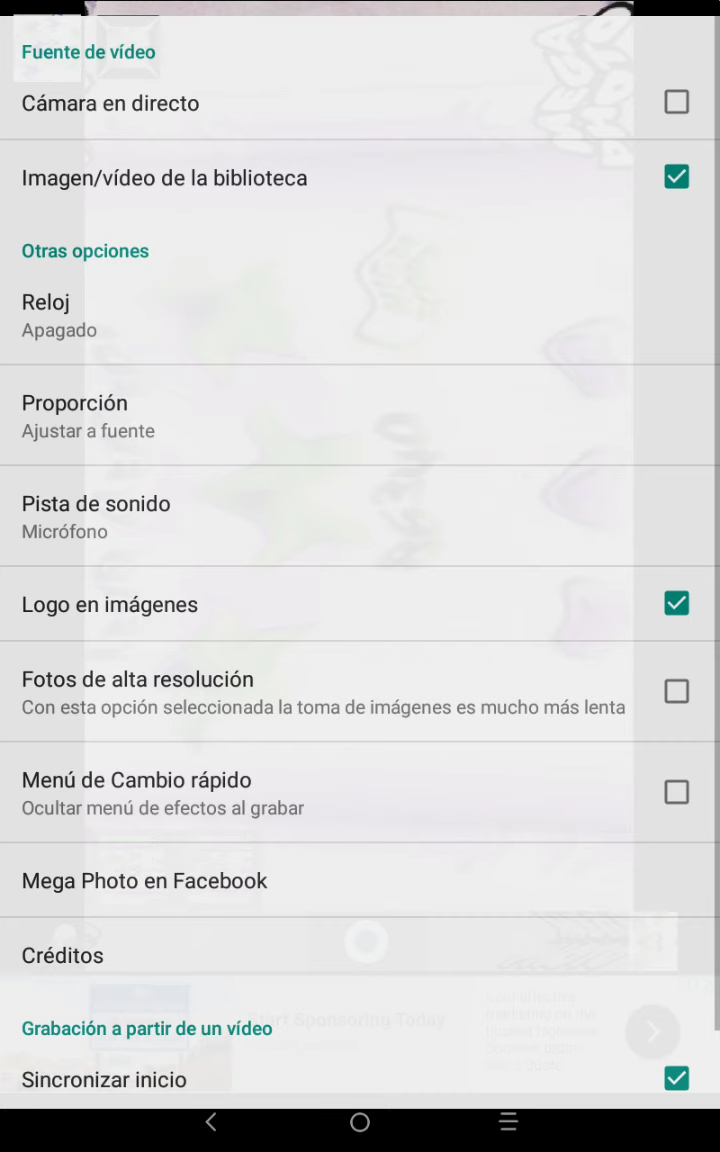 Fuente de vídeo
Cámara en directo
Imagen/vídeo de la biblioteca
Otras opciones
Reloj
Apagado
Proporción
Ajustar a fuente
Pista de sonido
Micrófono
Logo en imágenes
Fotos de alta resolución
Con esta opción seleccionada la toma de imágenes es mucho más lenta
Menú de Cambio rápido
Ocultar menú de efectos al grabar
Mega Photo en Facebook
Créditos
Start Sponsoring Today
Grabación a partir de un vídeo
Sincronizar inicio